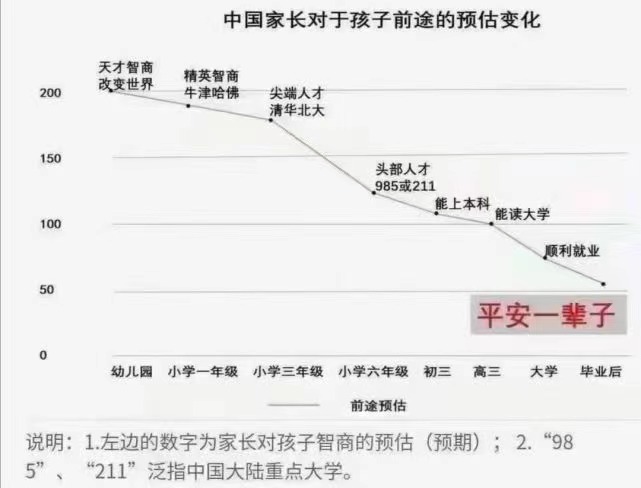 中国家长对于孩子前途的预估变化
天才智商
改变世界
精英智商
牛津哈佛
尖端人才
清华北大
头部人才
985或211
能上本科
能读大学
顺利就业
平安一辈子
200
150
100
50
0
幼儿园 小学一年级 小学三年级 小学六年级 初三 高三 大学 毕业后
前途预估
说明：1.左边的数字为家长对孩子智商的预估（预期）； 2.“98
5”、“211”泛指中国大陆重点大学。